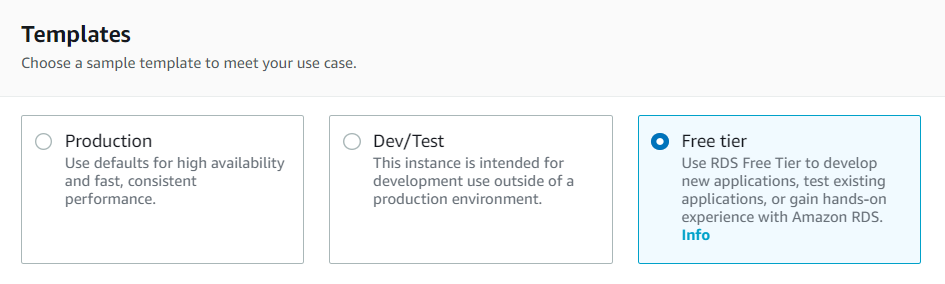 Templates
Choose a sample template to meet your use case.
Production
Use defaults for high availability
and fast, consistent
performance.
Dev/Test
This instance is intended for
development use outside of a
production environment.
Free tier
Use RDS Free Tier to develop
new applications, test existing
applications, or gain hands-on
experience with Amazon RDS.
Info